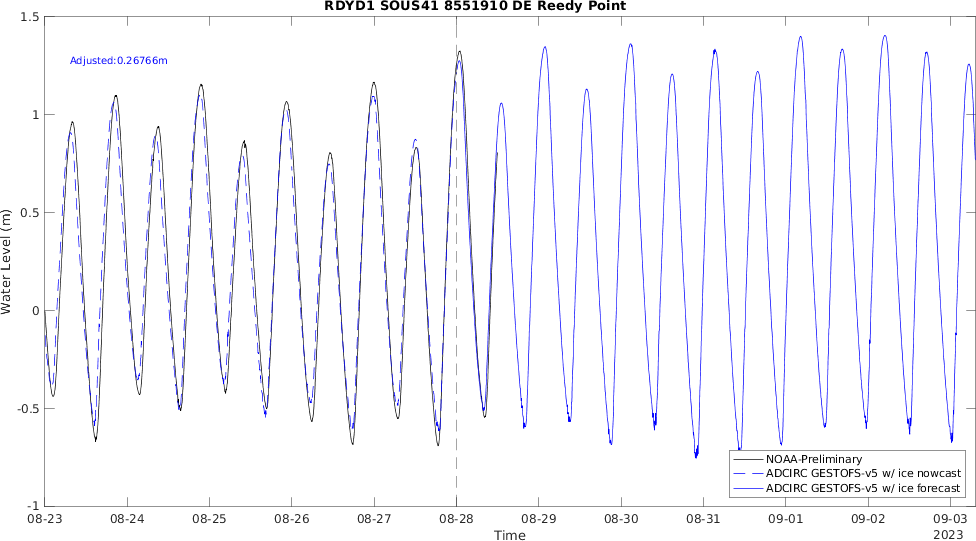 RDYD1 SOUS41 8551910 DE Reedy Point
Adjusted:0.26766m
1.5
1
0.5
0
-0.5
-1
Water Level (m)
NOAA-Preliminary
ADCIRC GESTOFS-v5 w/ ice nowcast
ADCIRC GESTOFS-v5 w/ ice forecast
08-23 08-24 08-25 08-26 08-27 08-28 08-29 08-30 08-31 09-01 09-02 09-03
2023
Time